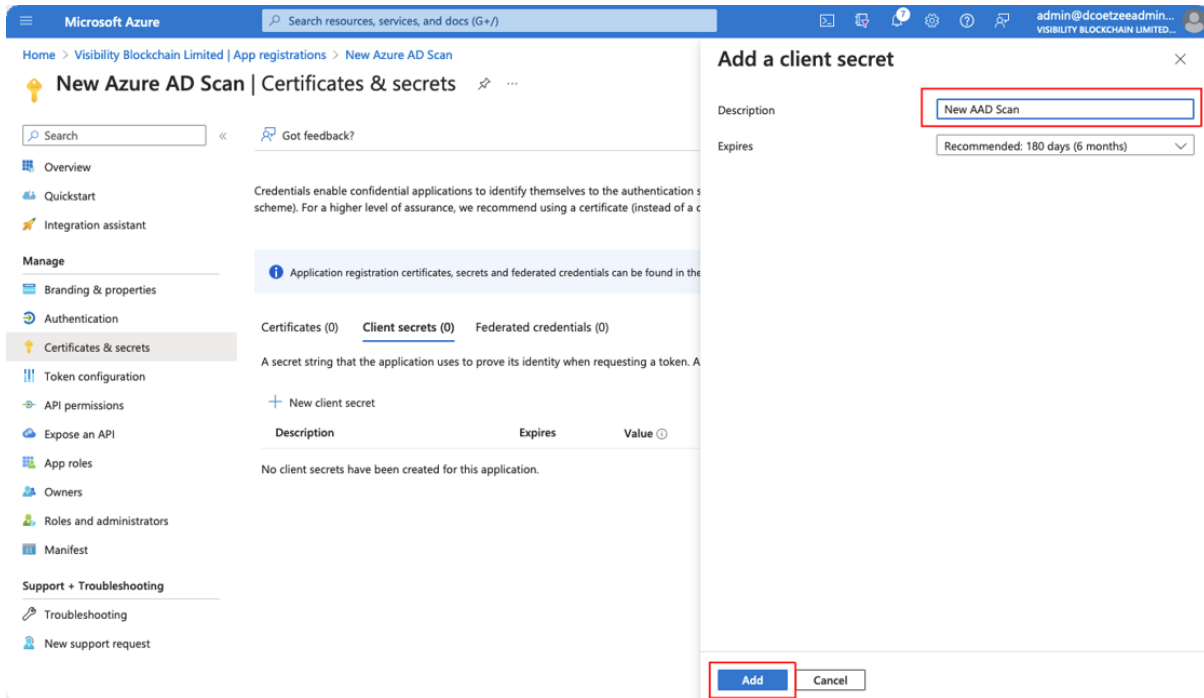 Microsoft Azure
Search resources, services, and docs (G+/)
7
admin@dcoetzeeadmin...
VISIBILITY BLOCKCHAIN LIMITED...
Home > Visibility Blockchain Limited | App registrations > New Azure AD Scan
New Azure AD Scan | Certificates & secrets
...
Search
«
Overview
Quickstart
Integration assistant
Manage
Branding & properties
Authentication
Certificates & secrets
Token configuration
API permissions
Expose an API
App roles
Owners
Roles and administrators
Manifest
Support + Troubleshooting
Troubleshooting
New support request
Got feedback?
Credentials enable confidential applications to identify themselves to the authentication s
scheme). For a higher level of assurance, we recommend using a certificate (instead of a c
Application registration certificates, secrets and federated credentials can be found in the
Certificates (0) Client secrets (0) Federated credentials (0)
A secret string that the application uses to prove its identity when requesting a token. A
New client secret
Description Expires Value
No client secrets have been created for this application.
Add a client secret
Description New AAD Scan
Expires Recommended: 180 days (6 months)
Add Cancel